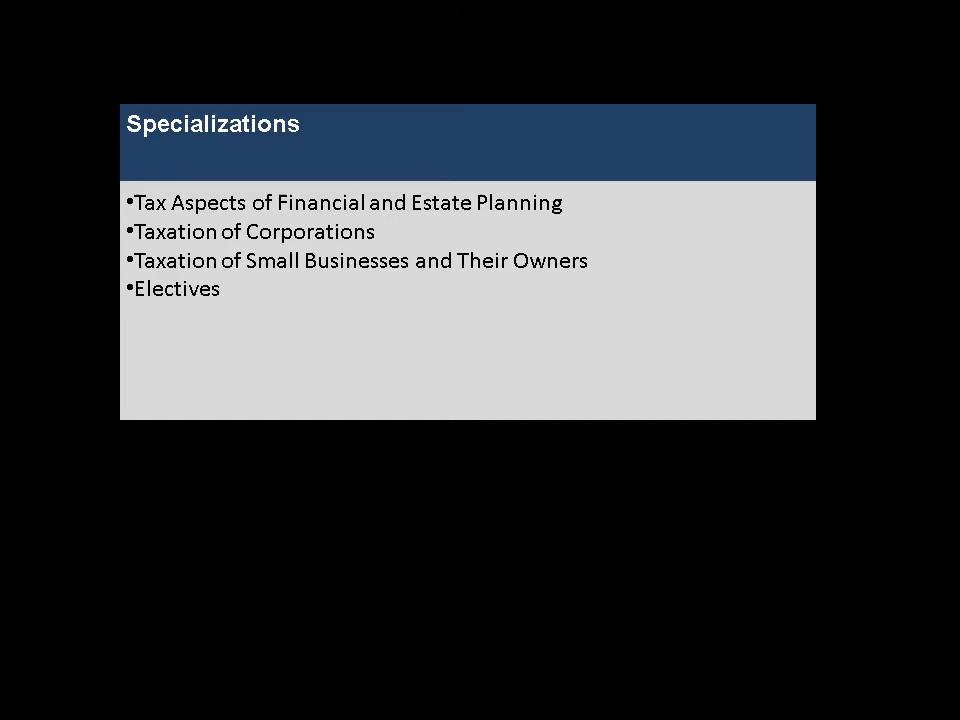 Specializations
•Tax Aspects of Financial and Estate Planning
•Taxation of Corporations
•Taxation of Small Businesses and Their Owners
•Electives